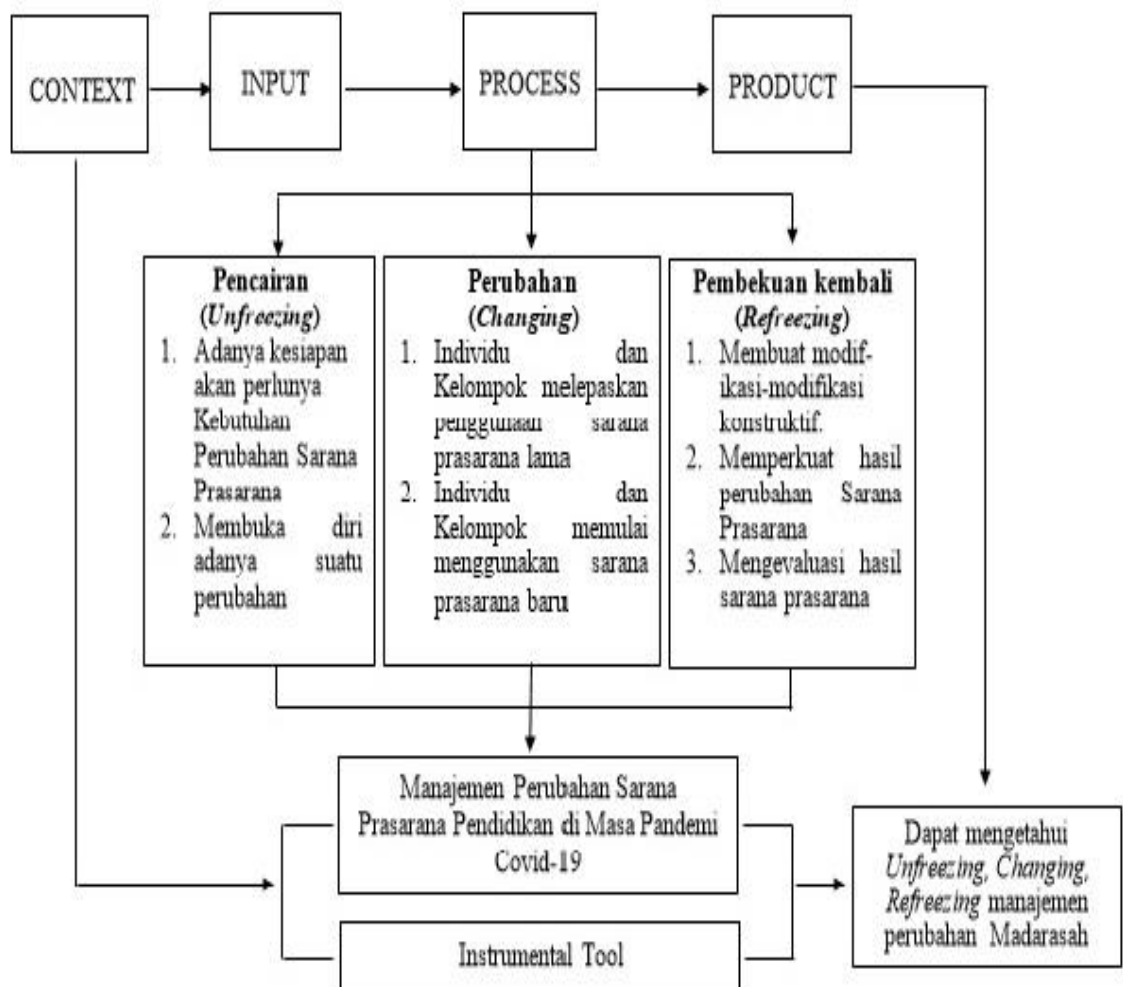 CONTEXT
INPUT
PROCESS
PRODUCT
Pencairan
(Unfreezing)
1. Adanya kesiapan
akan perlunya
Kebutuhan
Perubahan Sarana
Prasarana
2. Membuka diri
adanya suatu
perubahan
Perubahan
(Changing)
1. Individu dan
Kelompok melepaskan
penggunaan sarana
prasarana lama
2. Individu dan
Kelompok memulai
menggunakan sarana
prasarana baru
Pembekuan kembali
(Refreezing)
1. Membuat modif-
ikasi-modifikasi
konstruktif.
2. Memperkuat hasil
perubahan Sarana
Prasarana
3. Mengevaluasi hasil
sarana prasarana
Manajemen Perubahan Sarana
Prasarana Pendidikan di Masa Pandemi
Covid-19
Instrumental Tool
Dapat mengetahui
Unfreezing, Changing,
Refreezing manajemen
perubahan Madarasah